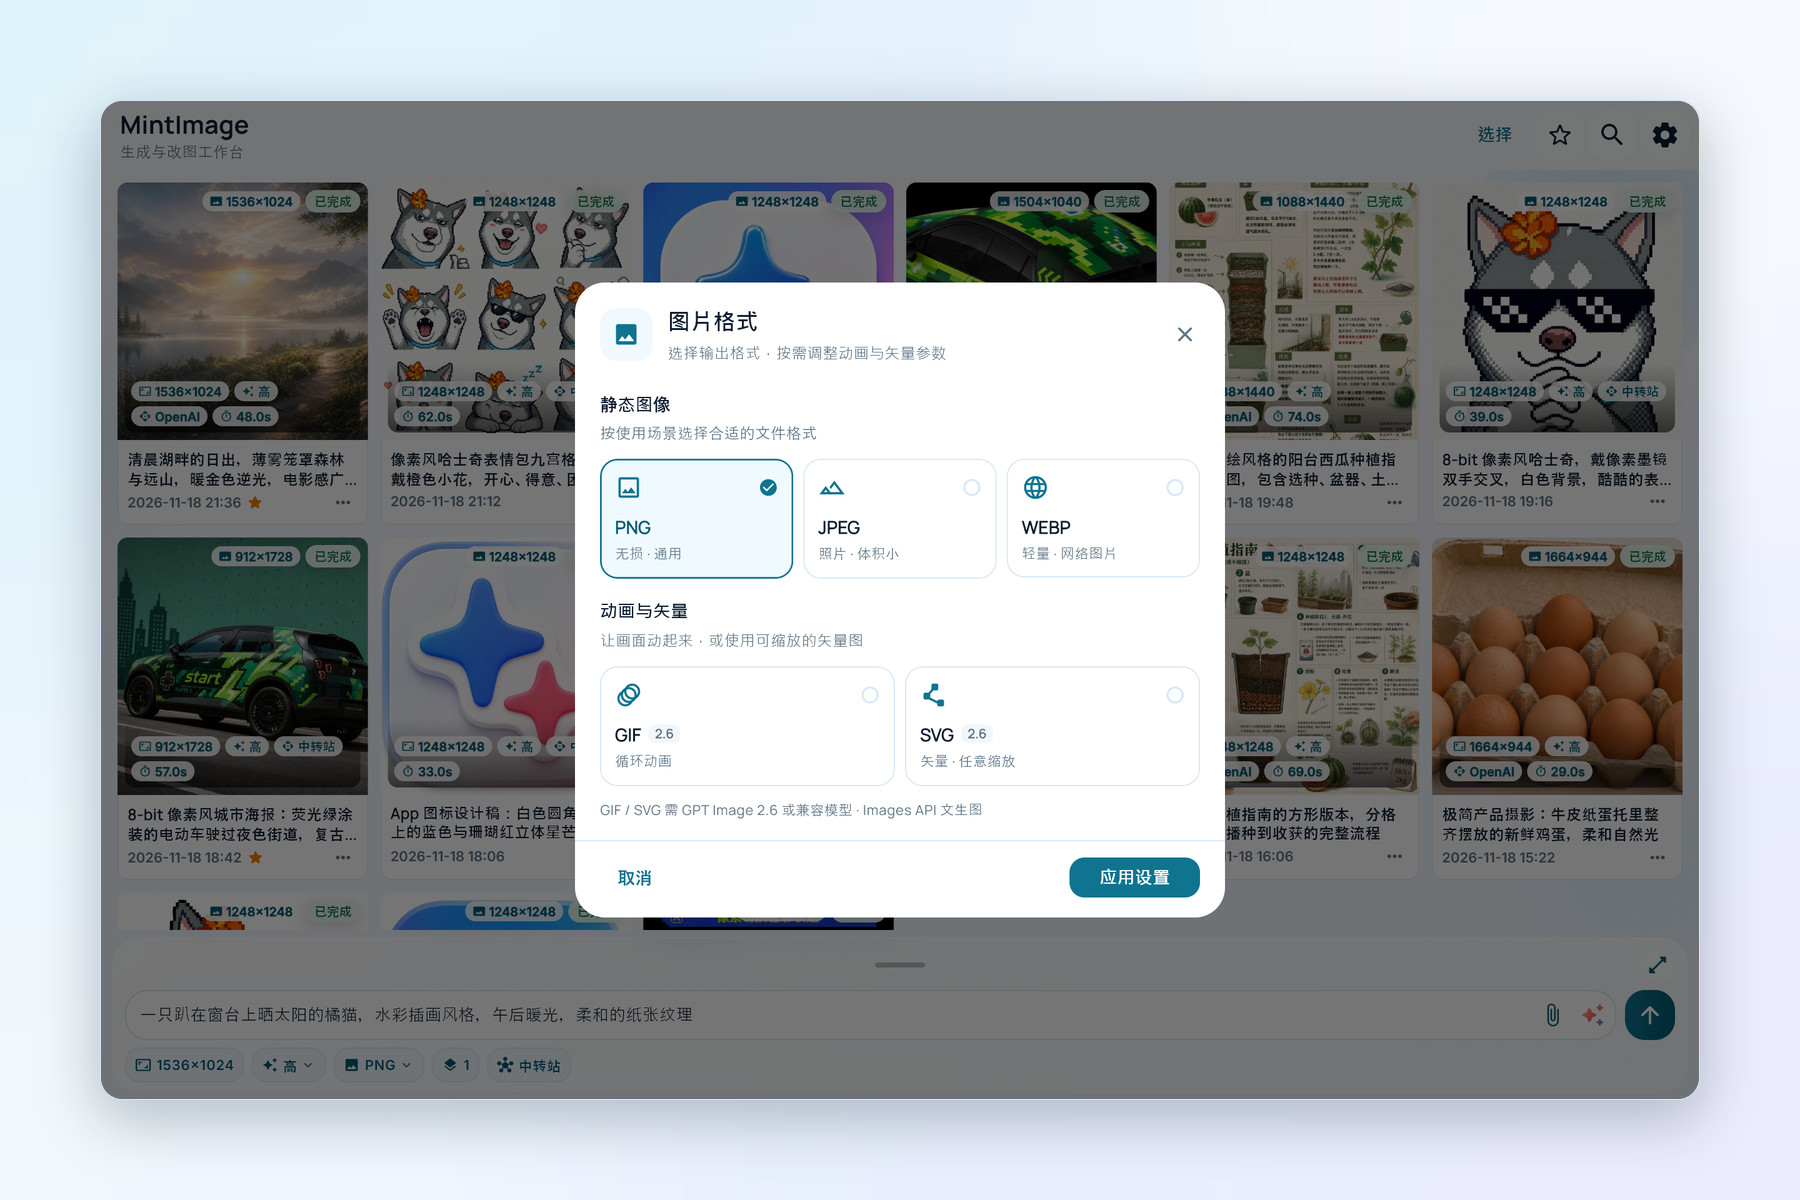 MintImage
生成与改图工作台
选择
1536×1024 已完成
1248×1248 已完成
1248×1248 已完成
1504×1040 已完成
1088×1440 已完成
1248×1248 已完成
1536×1024 高
OpenAI 48.0s
1248×1248 高
62.0s
高
74.0s
1248×1248 高 中转站
39.0s
清晨湖畔的日出，薄雾笼罩森林
与远山，暖金色逆光，电影感广...
2026-11-18 21:36
像素风哈士奇表情包九宫格
戴橙色小花，开心、得意、困
2026-11-18 21:12
绘风格的阳台西瓜种植指
图，包含选种、盆器、土...
1-18 19:48
8-bit 像素风哈士奇，戴像素墨镜
双手交叉，白色背景，酷酷的表...
2026-11-18 19:16
图片格式
选择输出格式 · 按需调整动画与矢量参数
静态图像
按使用场景选择合适的文件格式
PNG
无损 · 通用
JPEG
照片 · 体积小
WEBP
轻量 · 网络图片
动画与矢量
让画面动起来 · 或使用可缩放的矢量图
GIF 2.6
循环动画
SVG 2.6
矢量 · 任意缩放
GIF / SVG 需 GPT Image 2.6 或兼容模型 · Images API 文生图
取消
应用设置
912×1728 已完成
1248×1248
1248×1248 已完成
1664×944 已完成
start
912×1728 高 中转站
57.0s
1248×1248 高
33.0s
高
69.0s
1664×944 高
OpenAI 29.0s
8-bit 像素风城市海报：荧光绿涂
装的电动车驶过夜色街道，复古...
2026-11-18 18:42
App 图标设计稿：白色圆角
上的蓝色与珊瑚红立体星芒
2026-11-18 18:06
植指南的方形版本，分格
播种到收获的完整流程
1-18 16:06
极简产品摄影：牛皮纸蛋托里整
齐摆放的新鲜鸡蛋，柔和自然光
2026-11-18 15:22
1248×1248 已完成
1248×1248
一只趴在窗台上晒太阳的橘猫，水彩插画风格，午后暖光，柔和的纸张纹理
1536×1024 高 PNG 1 中转站